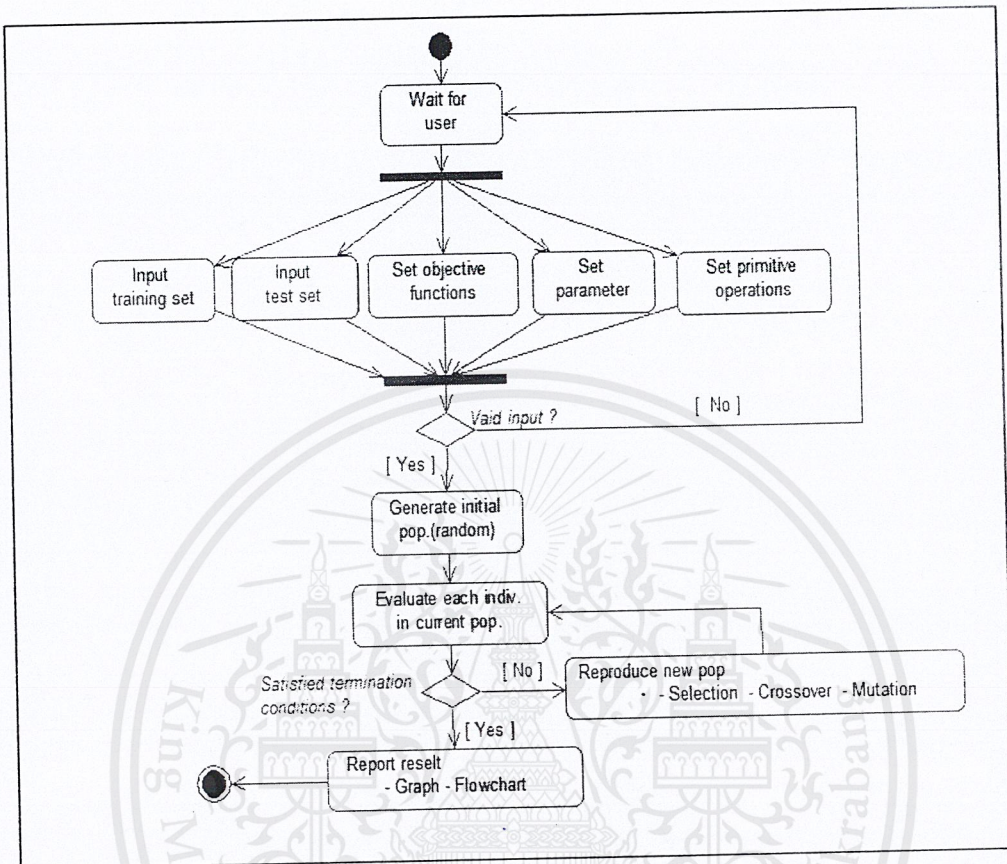 Wait for
user
Input
training set
Input
test set
Set objective
functions
Set
parameter
Set primitive
operations
Vaid input ?
[ No ]
[ Yes ]
Generate initial
pop.(random)
Evaluate each indiv.
in current pop.
Satisfied termination
conditions ?
[ No ]
Reproduce new pop
- Selection - Crossover - Mutation
[ Yes ]
Report reselt
- Graph - Flowchart
King M
krabang